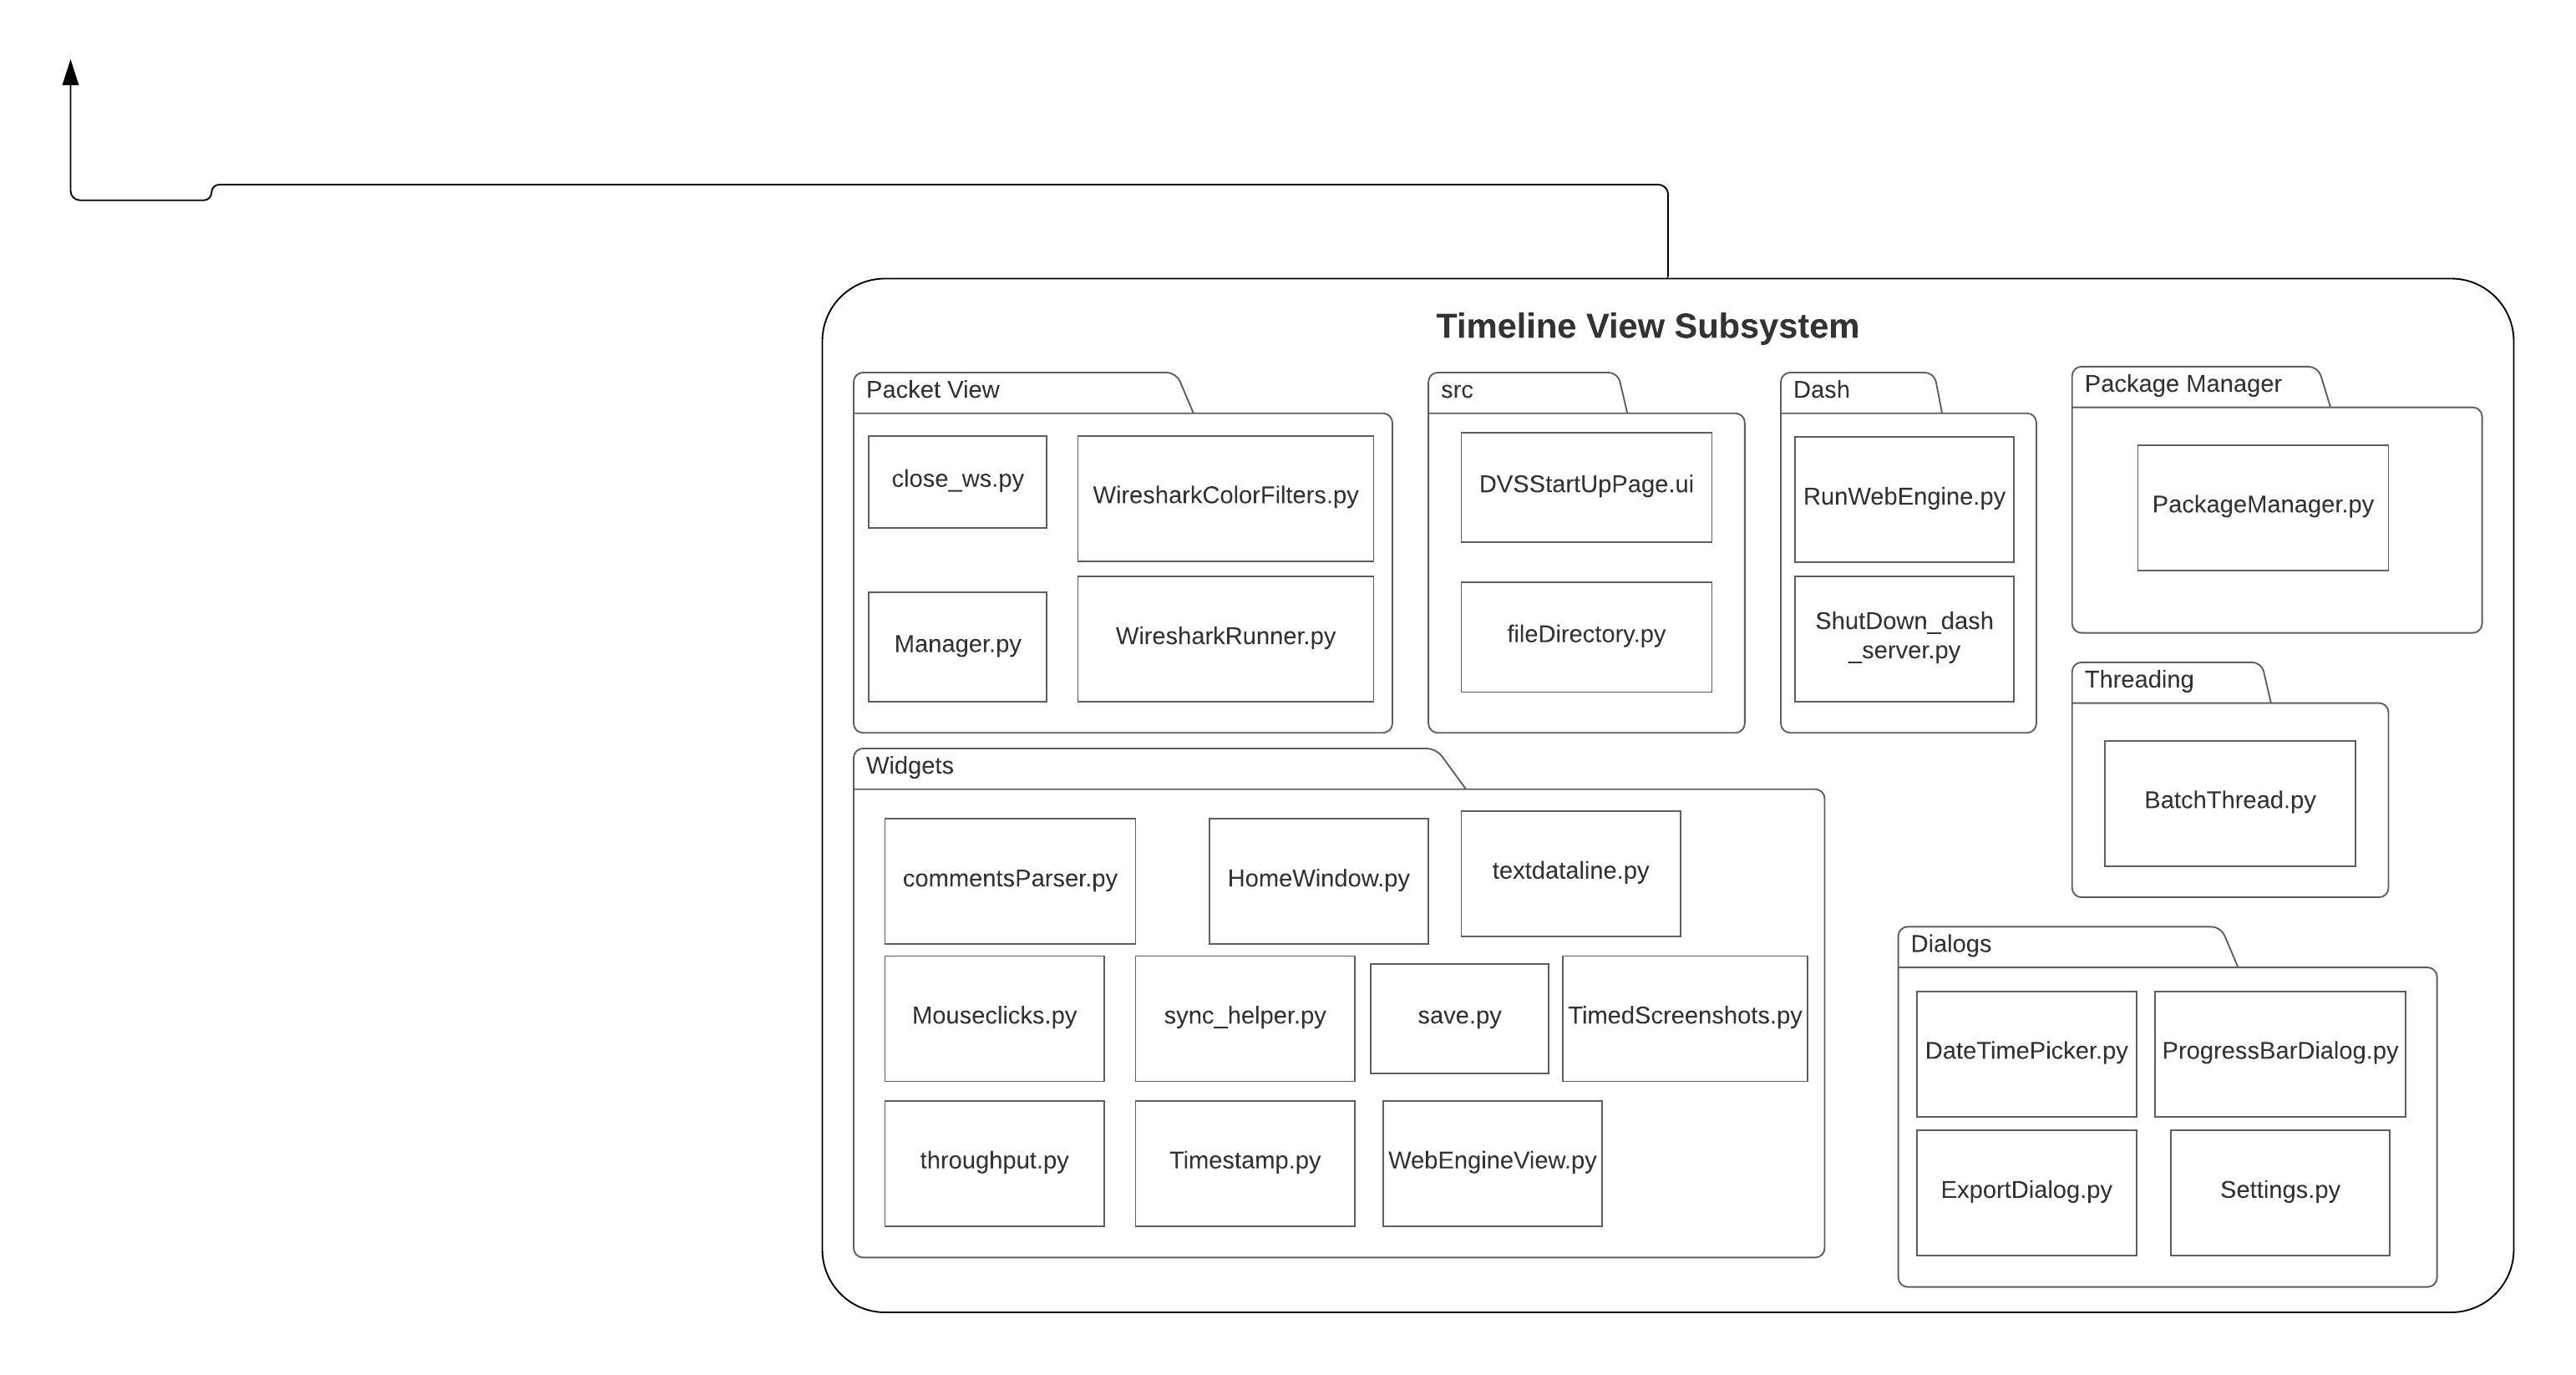 Timeline View Subsystem
Packet View
close_ws.py
WiresharkColorFilters.py
Manager.py
WiresharkRunner.py
src
DVSStartUpPage.ui
fileDirectory.py
Dash
RunWebEngine.py
ShutDown_dash
_server.py
Package Manager
PackageManager.py
Threading
BatchThread.py
Widgets
commentsParser.py
HomeWindow.py
textdataline.py
Mouseclicks.py
sync_helper.py
save.py
TimedScreenshots.py
throughput.py
Timestamp.py
WebEngineView.py
Dialogs
DateTimePicker.py
ProgressBarDialog.py
ExportDialog.py
Settings.py